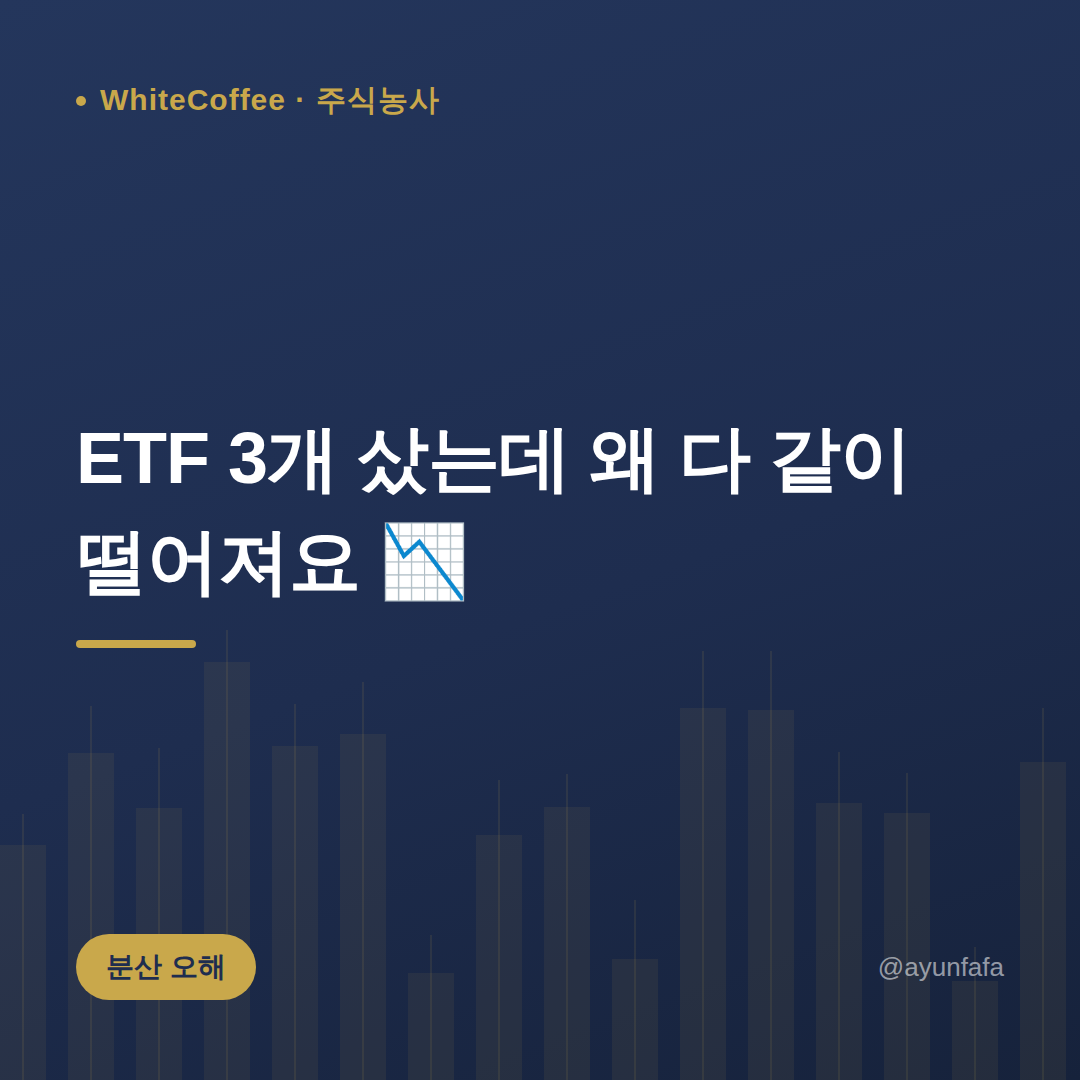 WhiteCoffee · 주식농사
ETF 3개 샀는데 왜 다 같이
떨어져요 📉
분산 오해
@ayunfafa